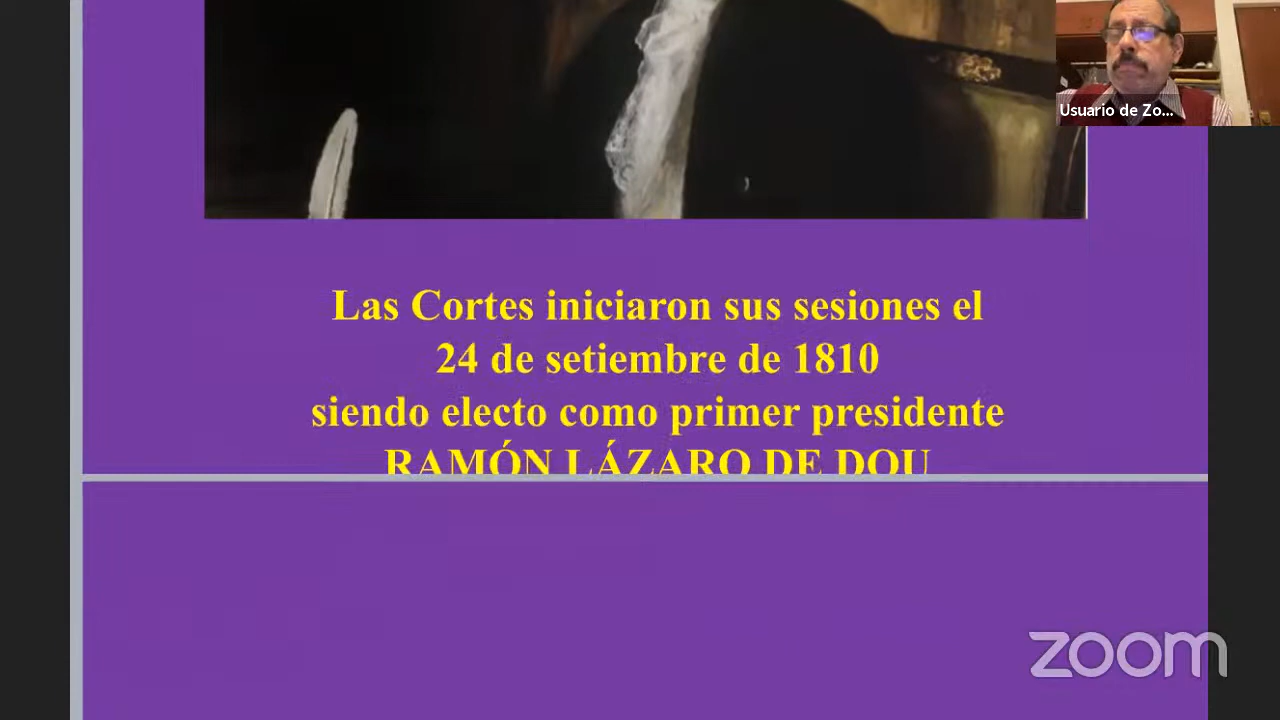 Usuario de Zo...
Las Cortes iniciaron sus sesiones el
24 de setiembre de 1810
siendo electo como primer presidente
RAMÓN LÁZARO DE DOU
zoom